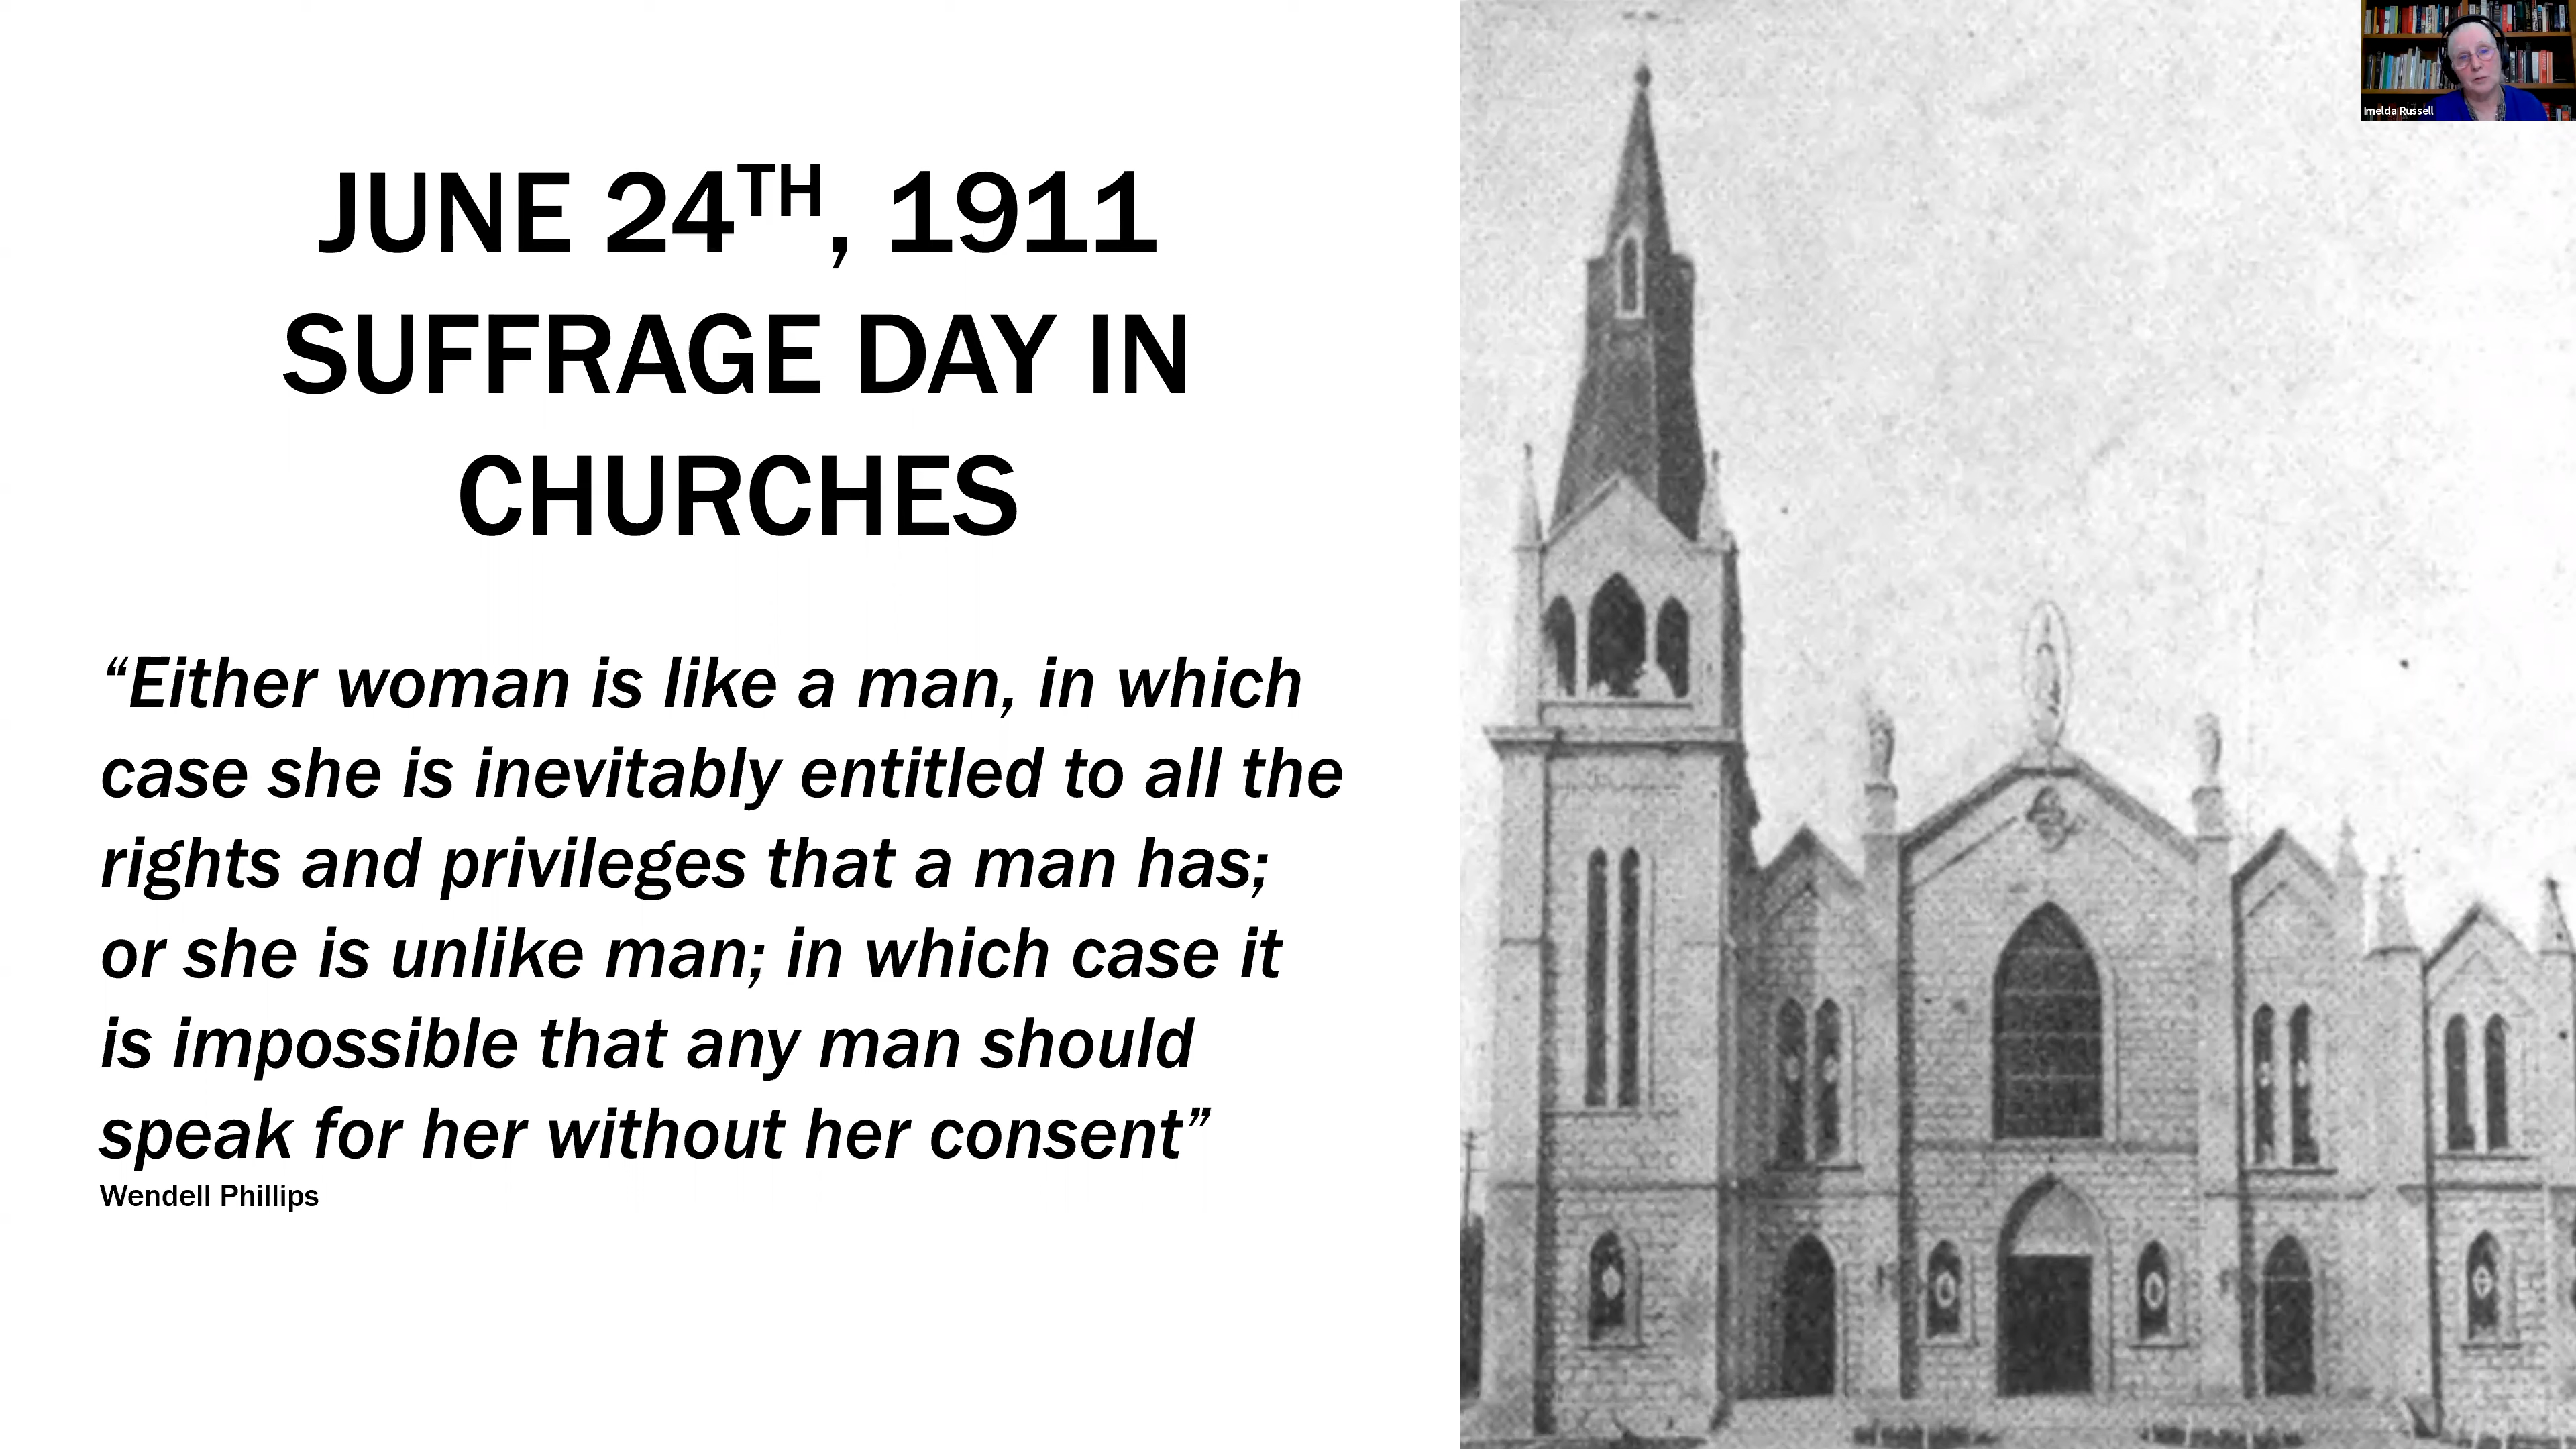 JUNE 24TH, 1911
SUFFRAGE DAY IN
CHURCHES
“Either woman is like a man, in which
case she is inevitably entitled to all the
rights and privileges that a man has;
or she is unlike man; in which case it
is impossible that any man should
speak for her without her consent”
Wendell Phillips
Imelda Russell